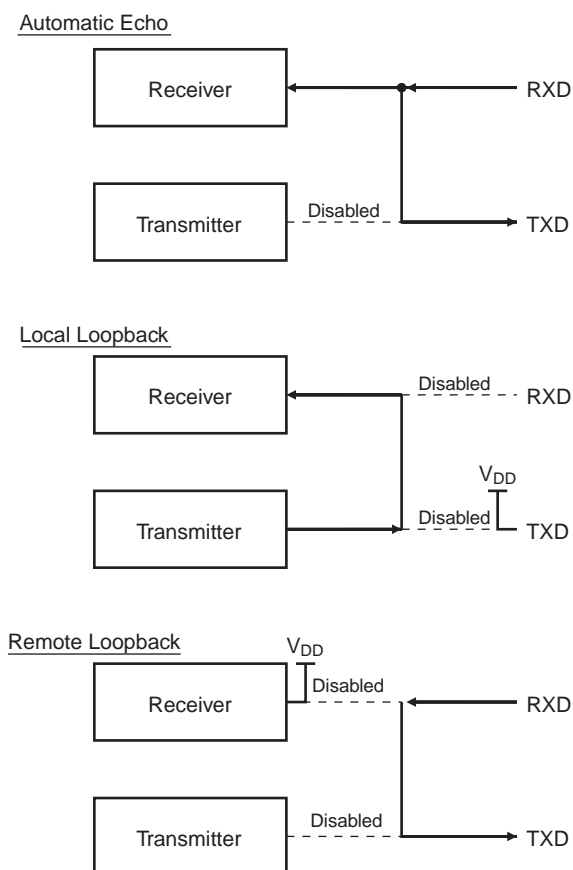 Automatic Echo
Receiver
RXD
Transmitter
Disabled
TXD
Local Loopback
Receiver
Disabled
RXD
VDD
Transmitter
Disabled
TXD
Remote Loopback
VDD
Receiver
Disabled
RXD
Transmitter
Disabled
TXD